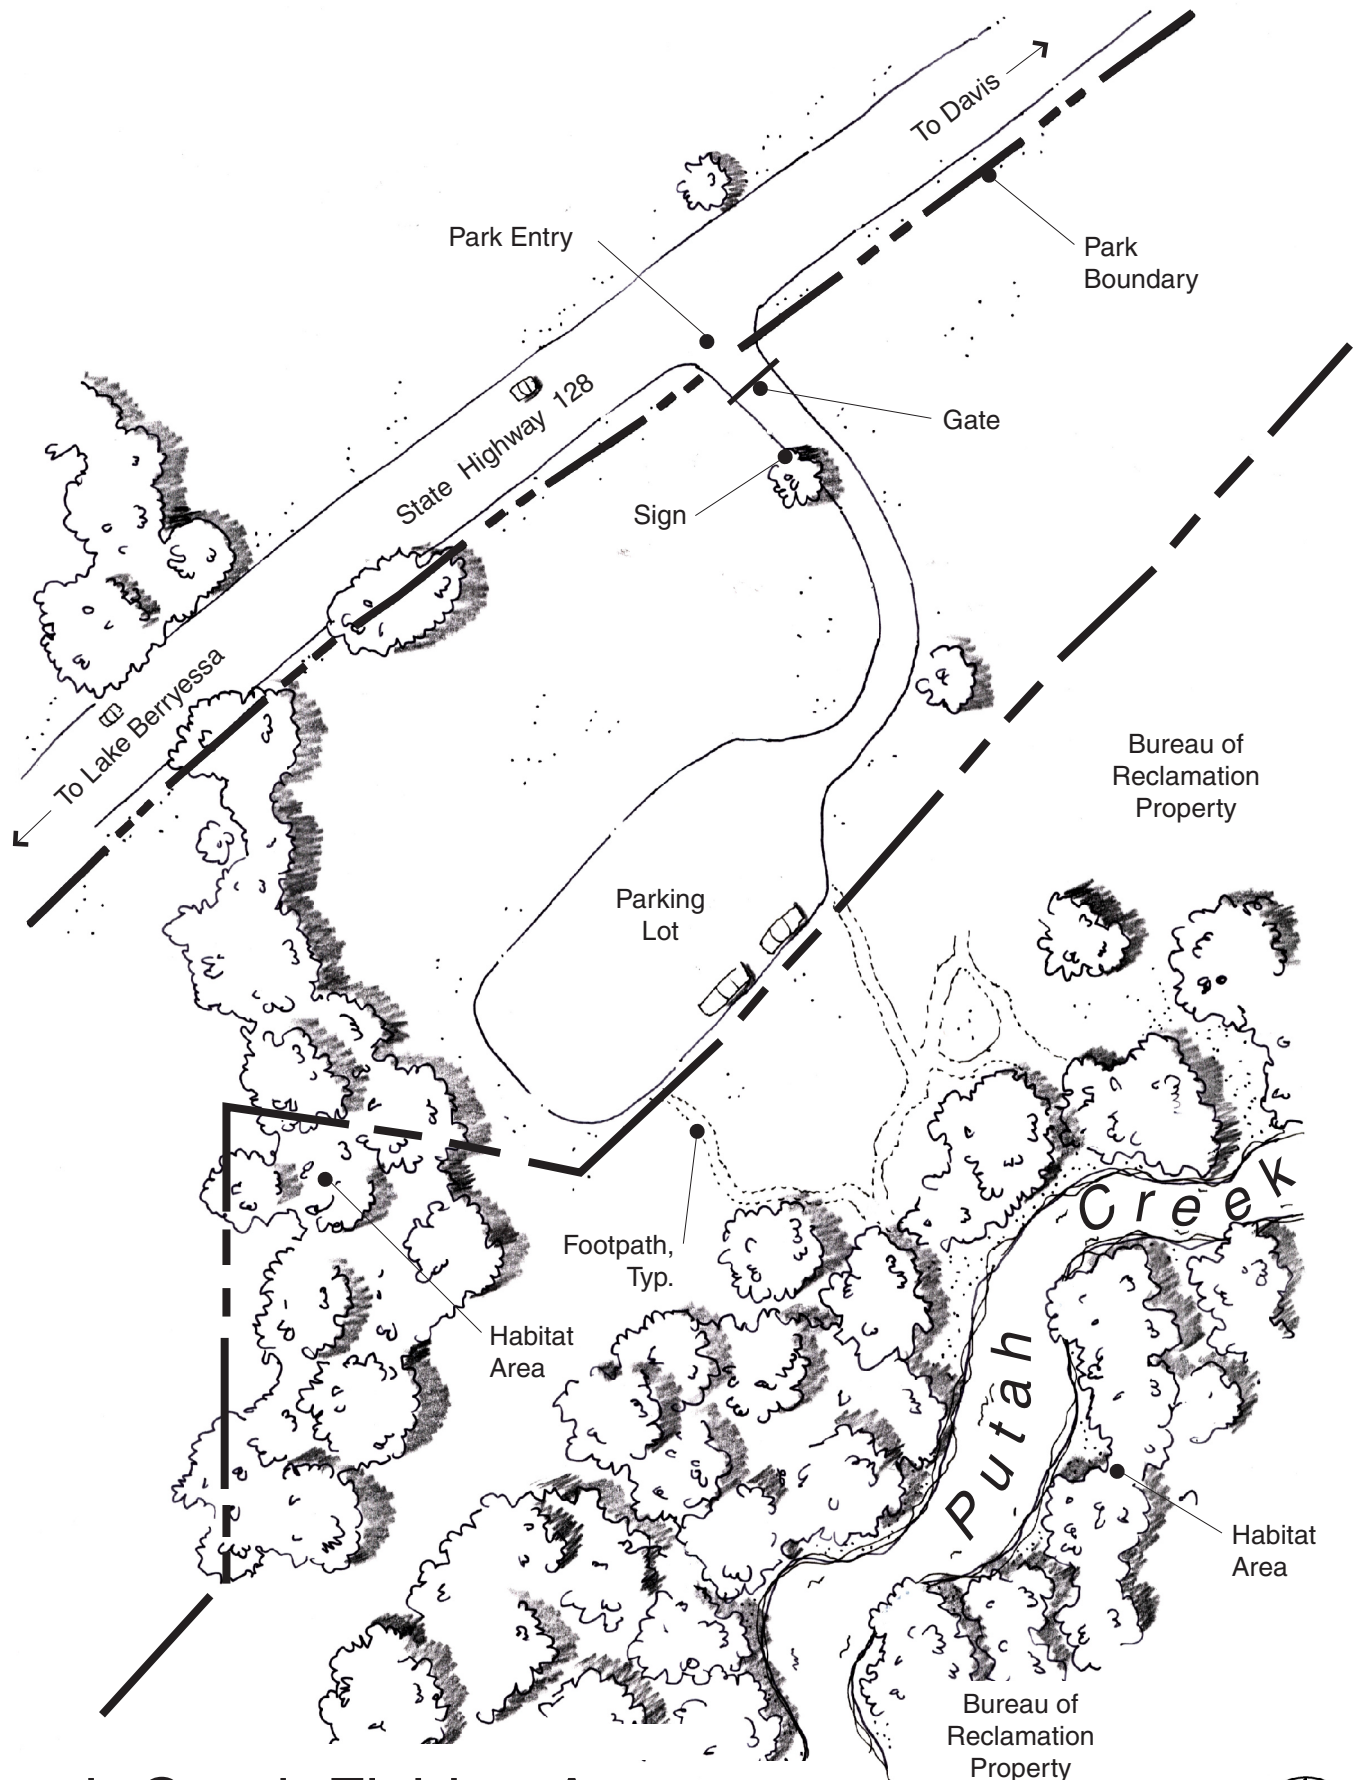 To Davis
Park Entry
Park
Boundary
State Highway 128
Gate
Sign
To Lake Berryessa
Bureau of
Reclamation
Property
Parking
Lot
Creek
Footpath,
Typ.
Habitat
Area
Putah
Habitat
Area
Bureau of
Reclamation
Property